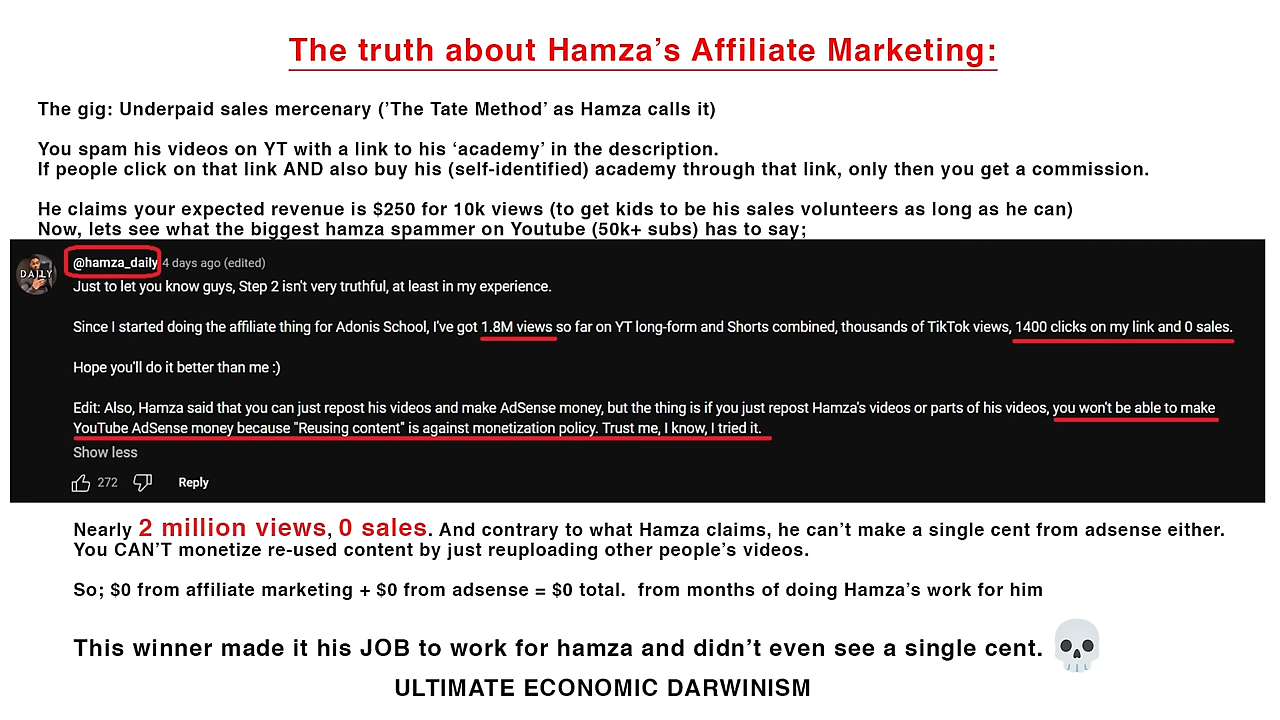 The truth about Hamza's Affiliate Marketing:
The gig: Underpaid sales mercenary ('The Tate Method' as Hamza calls it)
You spam his videos on YT with a link to his 'academy' in the description.
If people click on that link AND also buy his (self-identified) academy through that link, only then you get a commission.
He claims your expected revenue is $250 for 10k views (to get kids to be his sales volunteers as long as he can)
Now, lets see what the biggest hamza spammer on Youtube (50k+ subs) has to say;
DAILY
@hamza_daily 4 days ago (edited)
Just to let you know guys, Step 2 isn't very truthful, at least in my experience.
Since I started doing the affiliate thing for Adonis School, I've got 1.8M views so far on YT long-form and Shorts combined, thousands of TikTok views, 1400 clicks on my link and 0 sales.
Hope you'll do it better than me :)
Edit: Also, Hamza said that you can just repost his videos and make AdSense money, but the thing is if you just repost Hamza's videos or parts of his videos, you won't be able to make
YouTube AdSense money because "Reusing content" is against monetization policy. Trust me, I know, I tried it.
Show less
272 Reply
Nearly 2 million views, 0 sales. And contrary to what Hamza claims, he can't make a single cent from adsense either.
You CAN'T monetize re-used content by just reuploading other people's videos.
So; $0 from affiliate marketing + $0 from adsense = $0 total. from months of doing Hamza's work for him
This winner made it his JOB to work for hamza and didn't even see a single cent.
ULTIMATE ECONOMIC DARWINISM